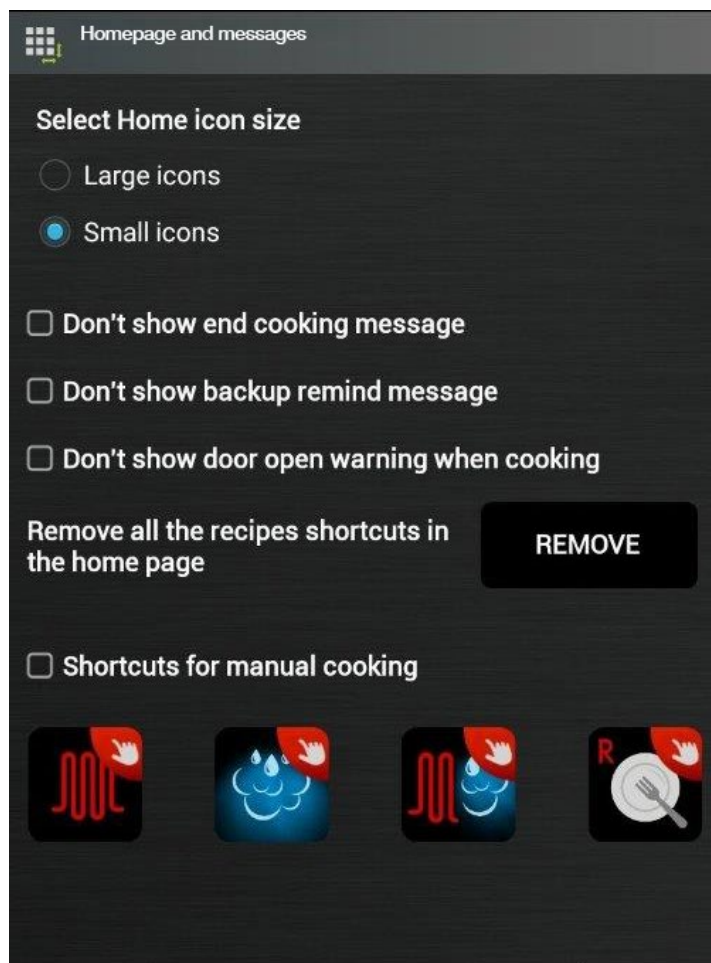 Homepage and messages
Select Home icon size
Large icons
Small icons
Don't show end cooking message
Don't show backup remind message
Don't show door open warning when cooking
Remove all the recipes shortcuts in
the home page
REMOVE
Shortcuts for manual cooking
R